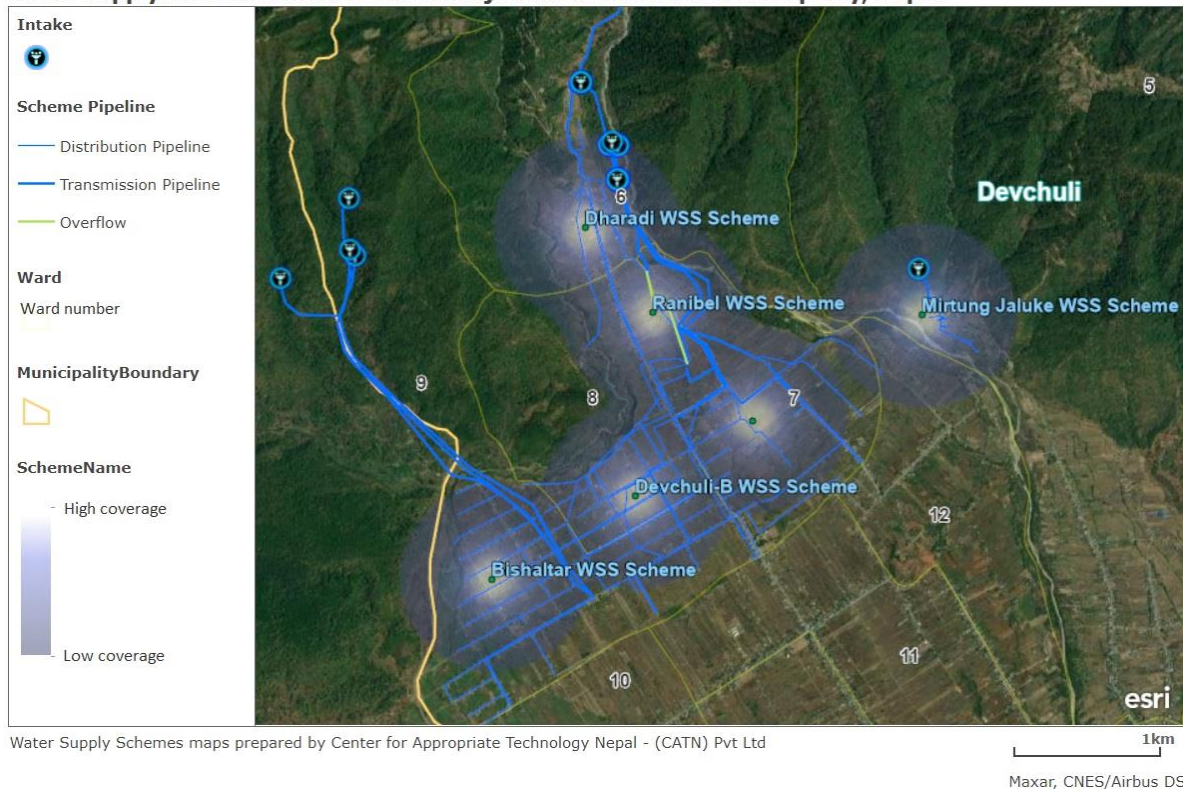 Intake
Scheme Pipeline
Distribution Pipeline
Transmission Pipeline
Overflow
Ward
Ward number
MunicipalityBoundary
SchemeName
High coverage
Low coverage
5
Devchuli
6
Dharadi WSS Scheme
Ranibel WSS Scheme
Mirtung Jaluke WSS Scheme
9
8
7
Devchuli-B WSS Scheme
12
Bishaltar WSS Scheme
11
10
esri
Water Supply Schemes maps prepared by Center for Appropriate Technology Nepal - (CATN) Pvt Ltd
1km
Maxar, CNES/Airbus DS